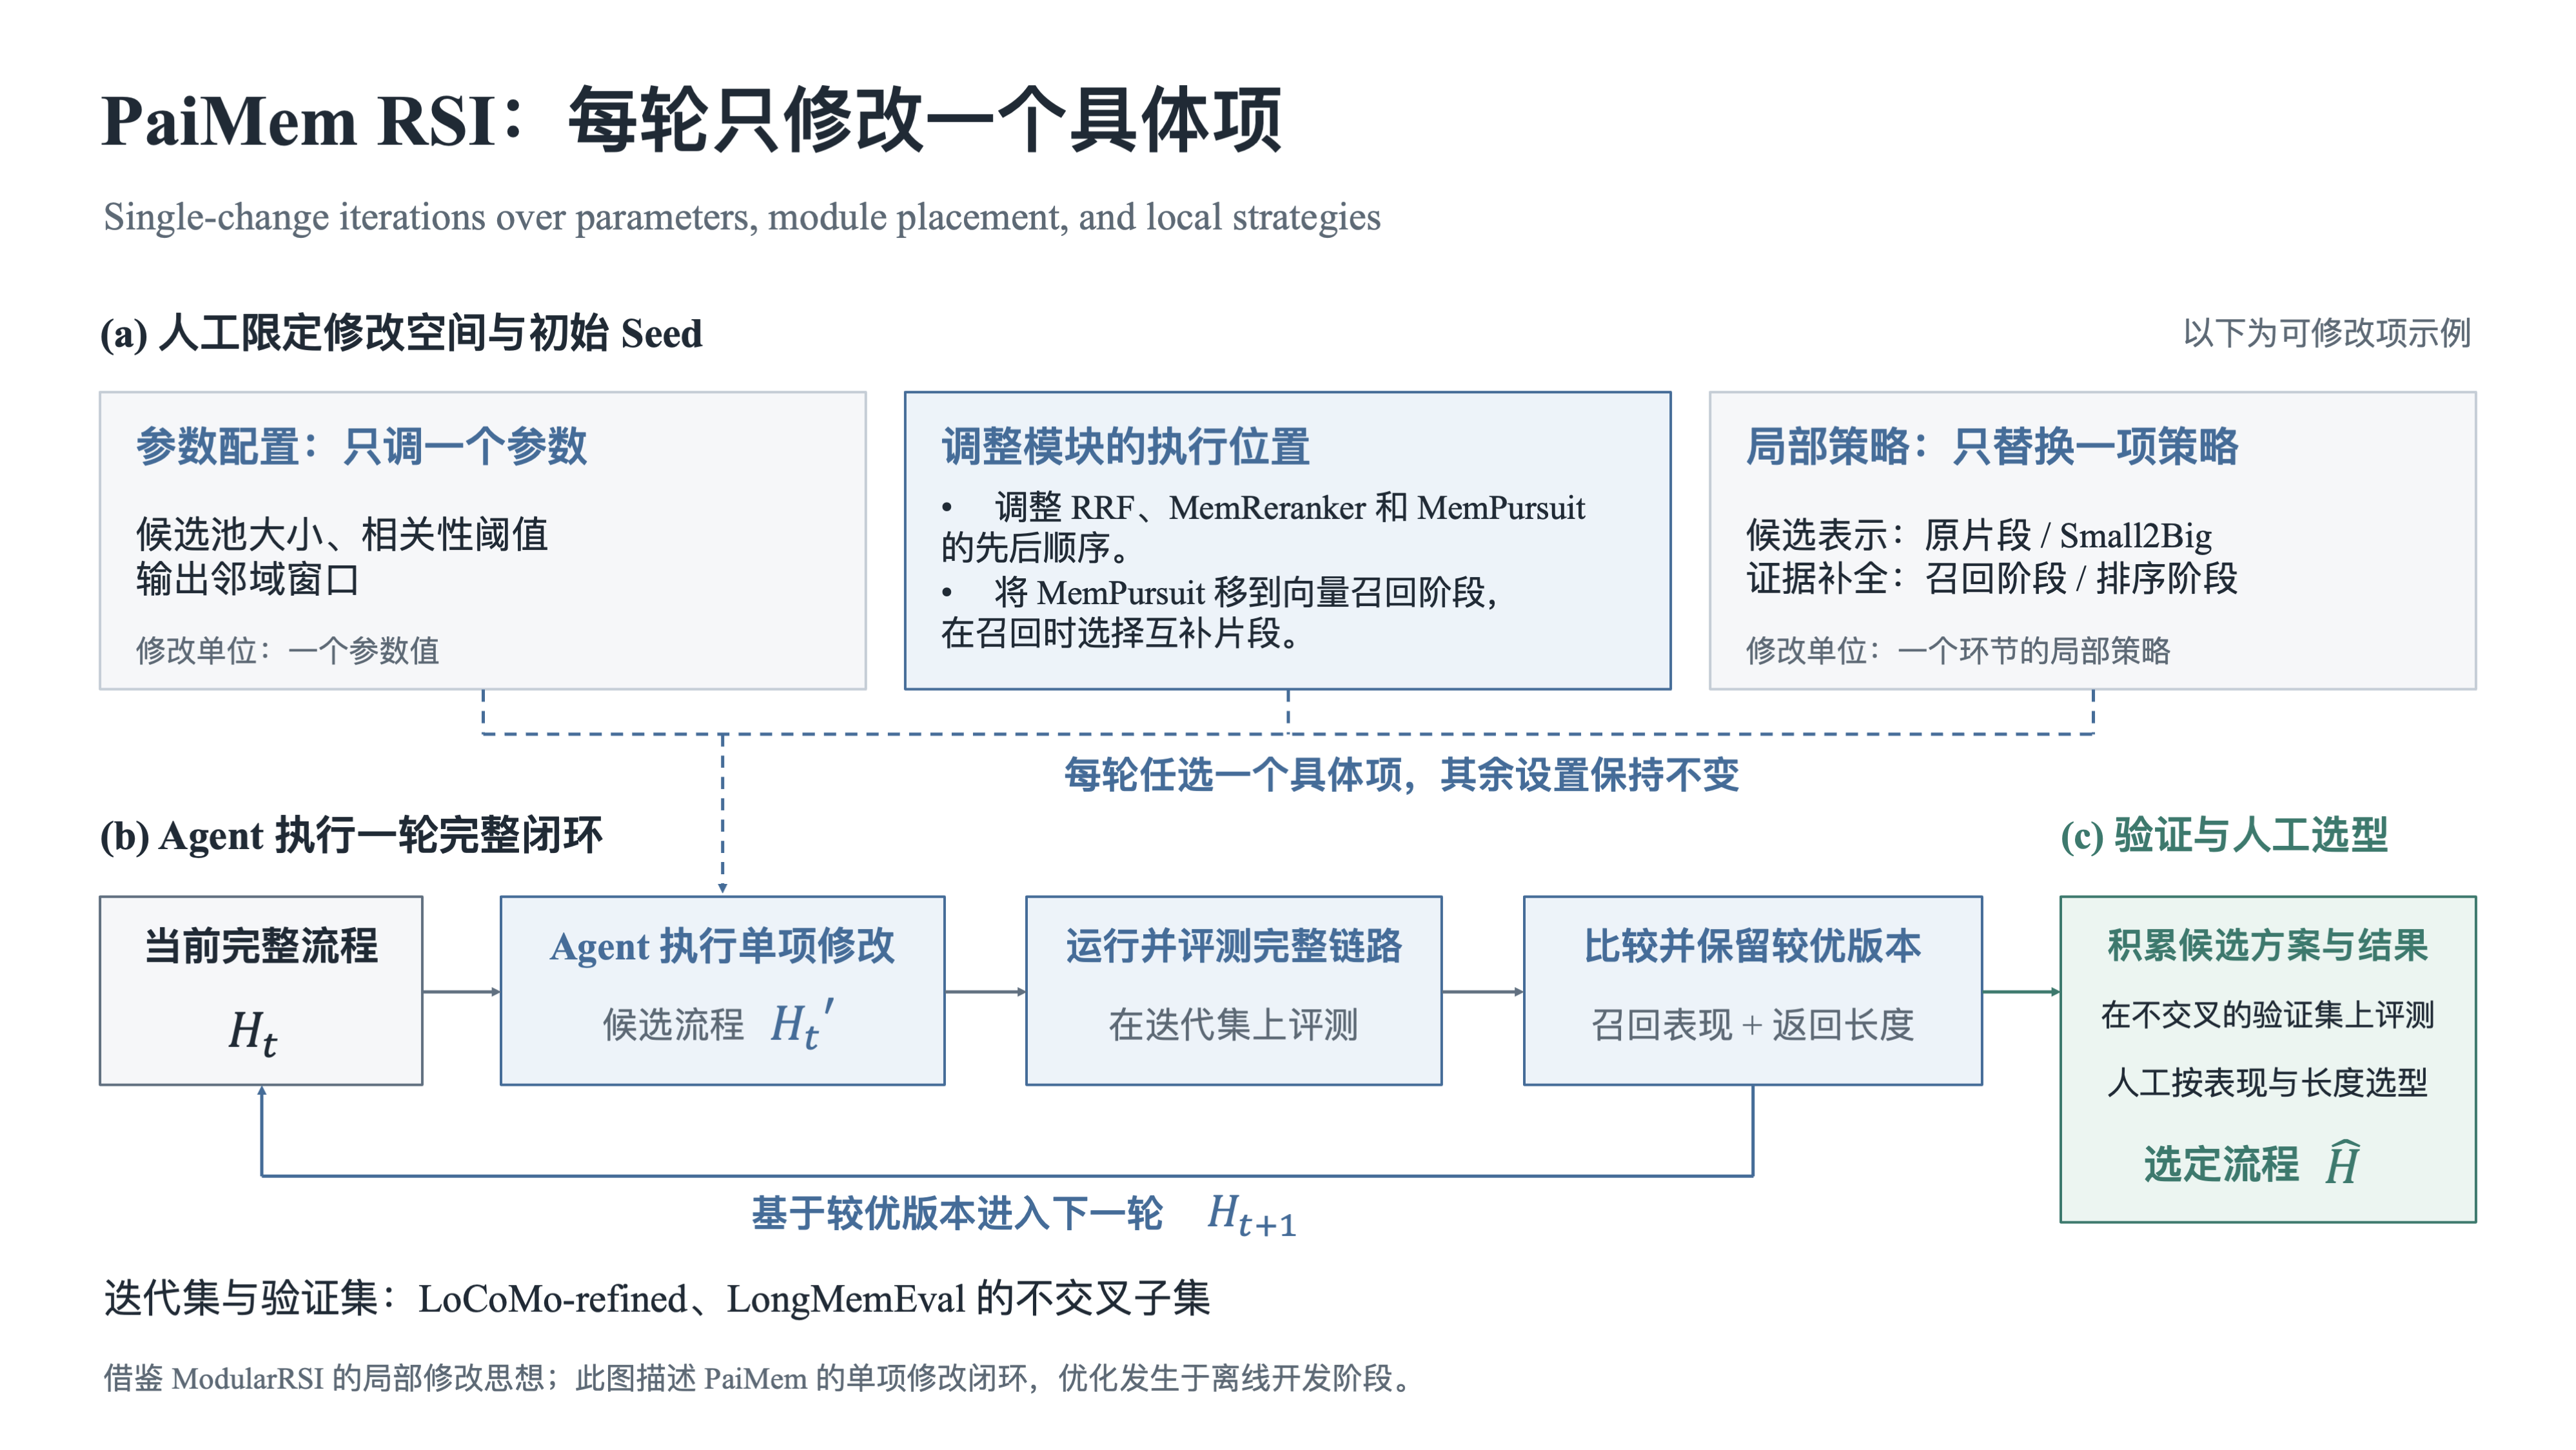 PaiMem RSI：每轮只修改一个具体项
Single-change iterations over parameters, module placement, and local strategies
(a) 人工限定修改空间与初始 Seed
以下为可修改项示例
参数配置：只调一个参数
候选池大小、相关性阈值
输出邻域窗口
修改单位：一个参数值
调整模块的执行位置
• 调整 RRF、MemReranker 和 MemPursuit
的先后顺序。
• 将 MemPursuit 移到向量召回阶段，
在召回时选择互补片段。
局部策略：只替换一项策略
候选表示：原片段 / Small2Big
证据补全：召回阶段 / 排序阶段
修改单位：一个环节的局部策略
每轮任选一个具体项，其余设置保持不变
(b) Agent 执行一轮完整闭环
(c) 验证与人工选型
当前完整流程
H_t
Agent 执行单项修改
候选流程 H_t′
运行并评测完整链路
在迭代集上评测
比较并保留较优版本
召回表现 + 返回长度
积累候选方案与结果
在不交叉的验证集上评测
人工按表现与长度选型
选定流程 Ĥ
基于较优版本进入下一轮 H_{t+1}
迭代集与验证集：LoCoMo-refined、LongMemEval 的不交叉子集
借鉴 ModularRSI 的局部修改思想；此图描述 PaiMem 的单项修改闭环，优化发生于离线开发阶段。